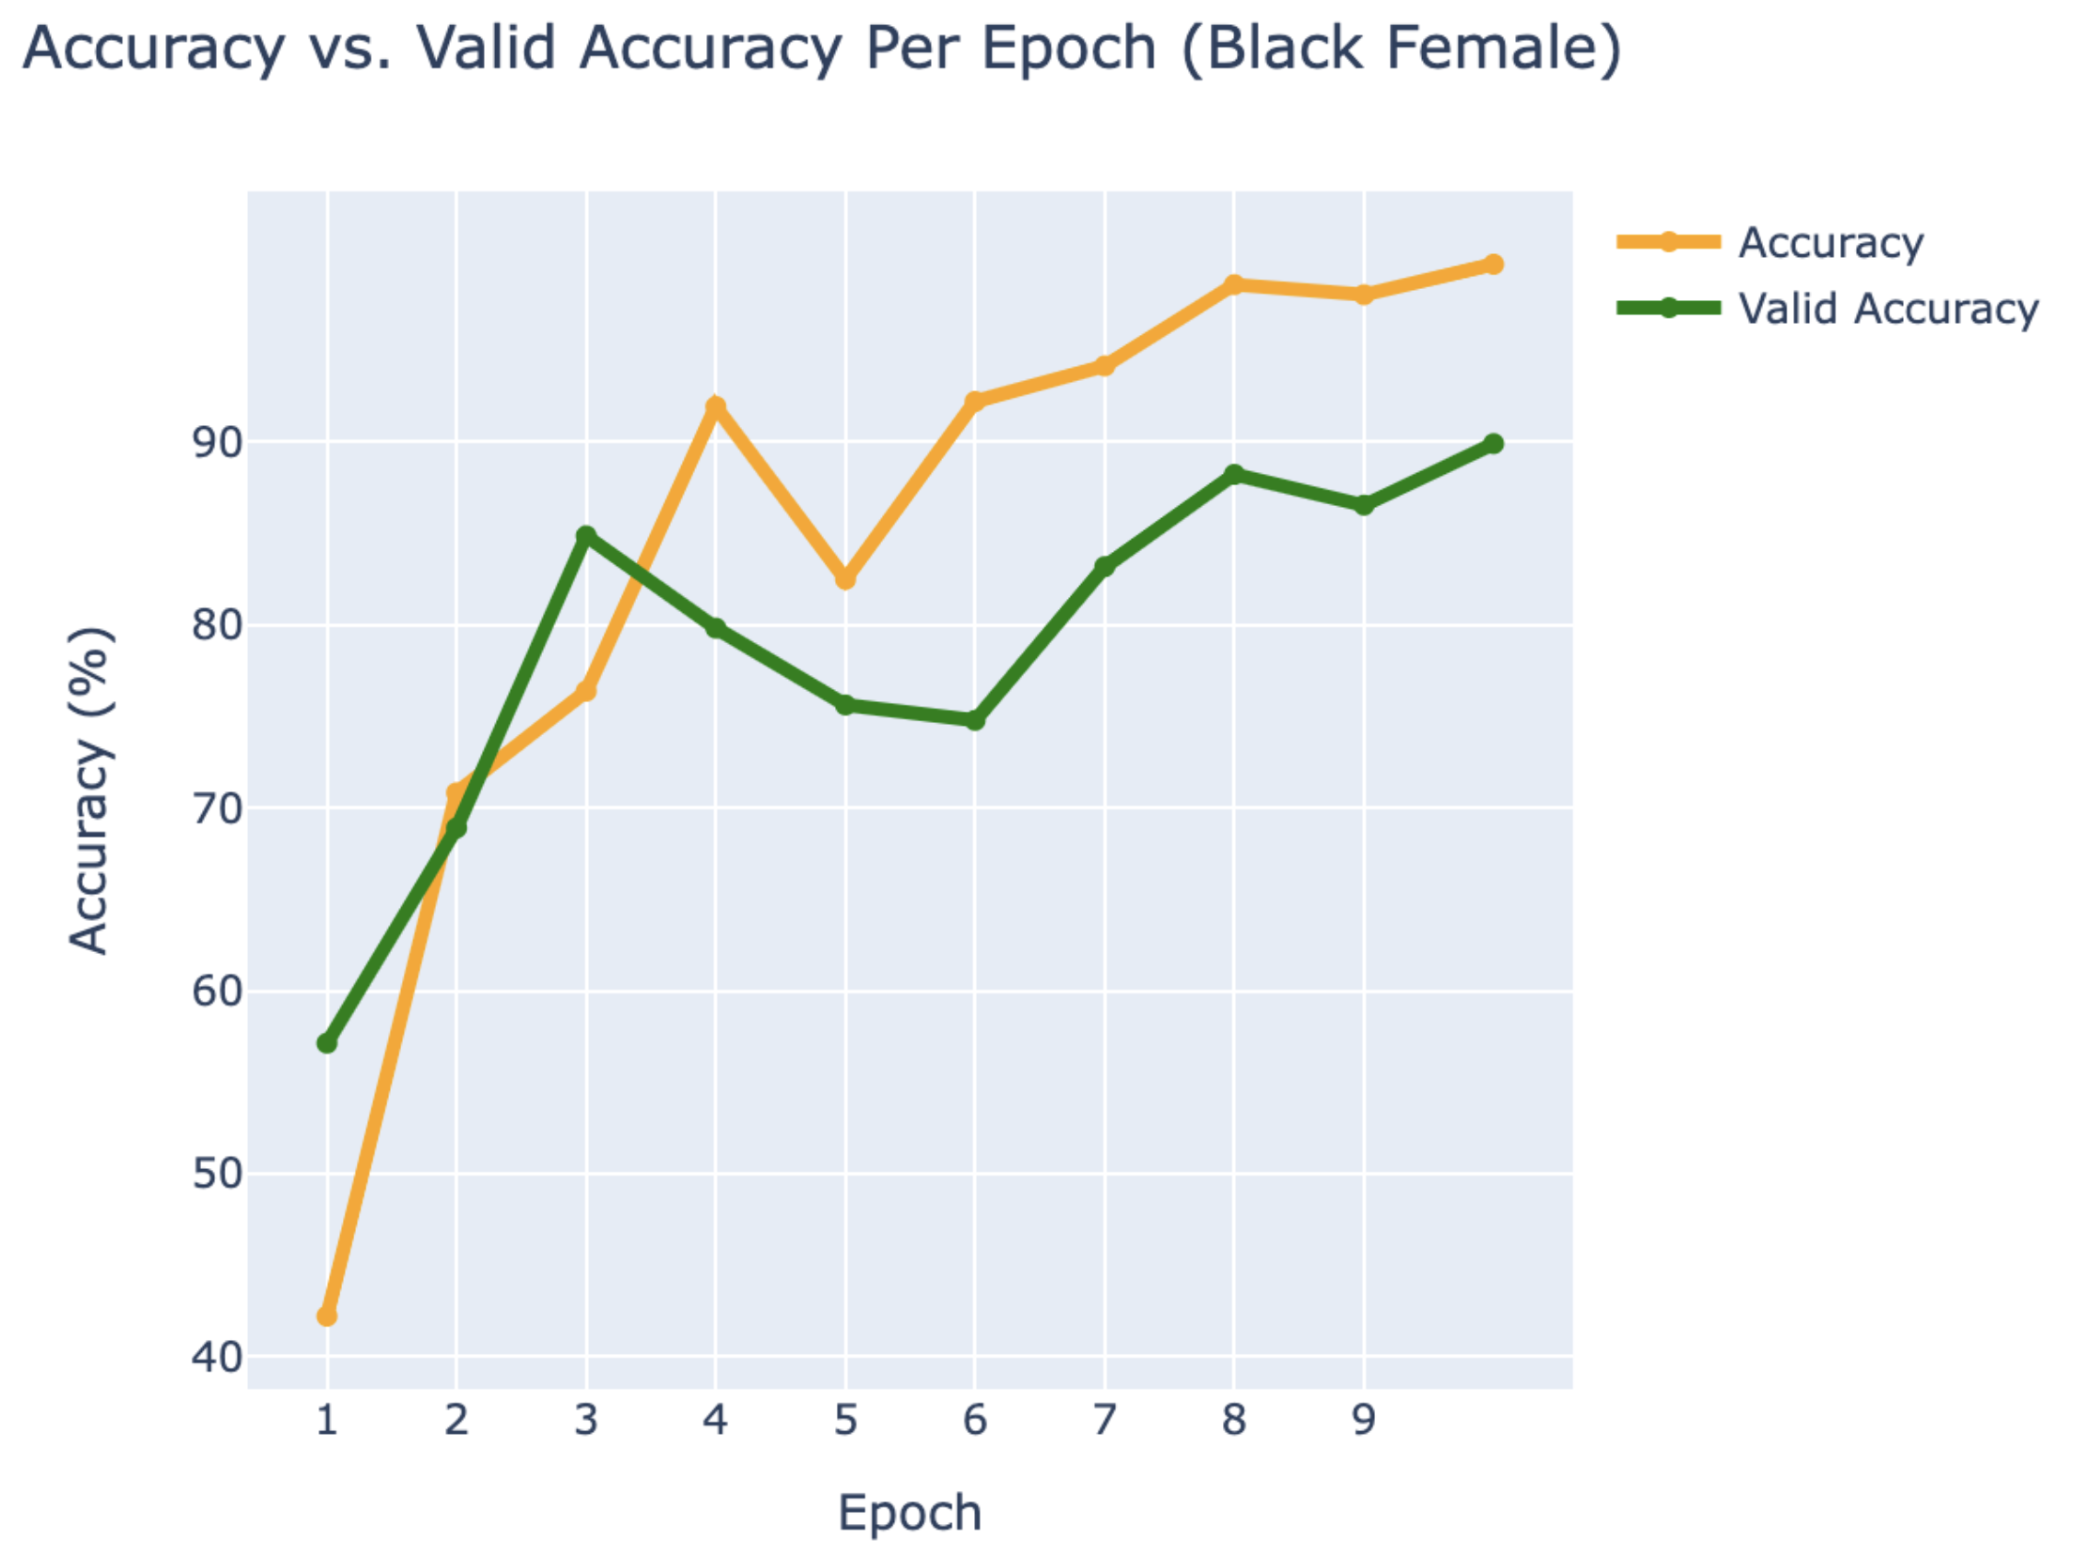 Accuracy vs. Valid Accuracy Per Epoch (Black Female)
Accuracy
Valid Accuracy
90
80
70
60
50
40
Accuracy (%)
1 2 3 4 5 6 7 8 9
Epoch